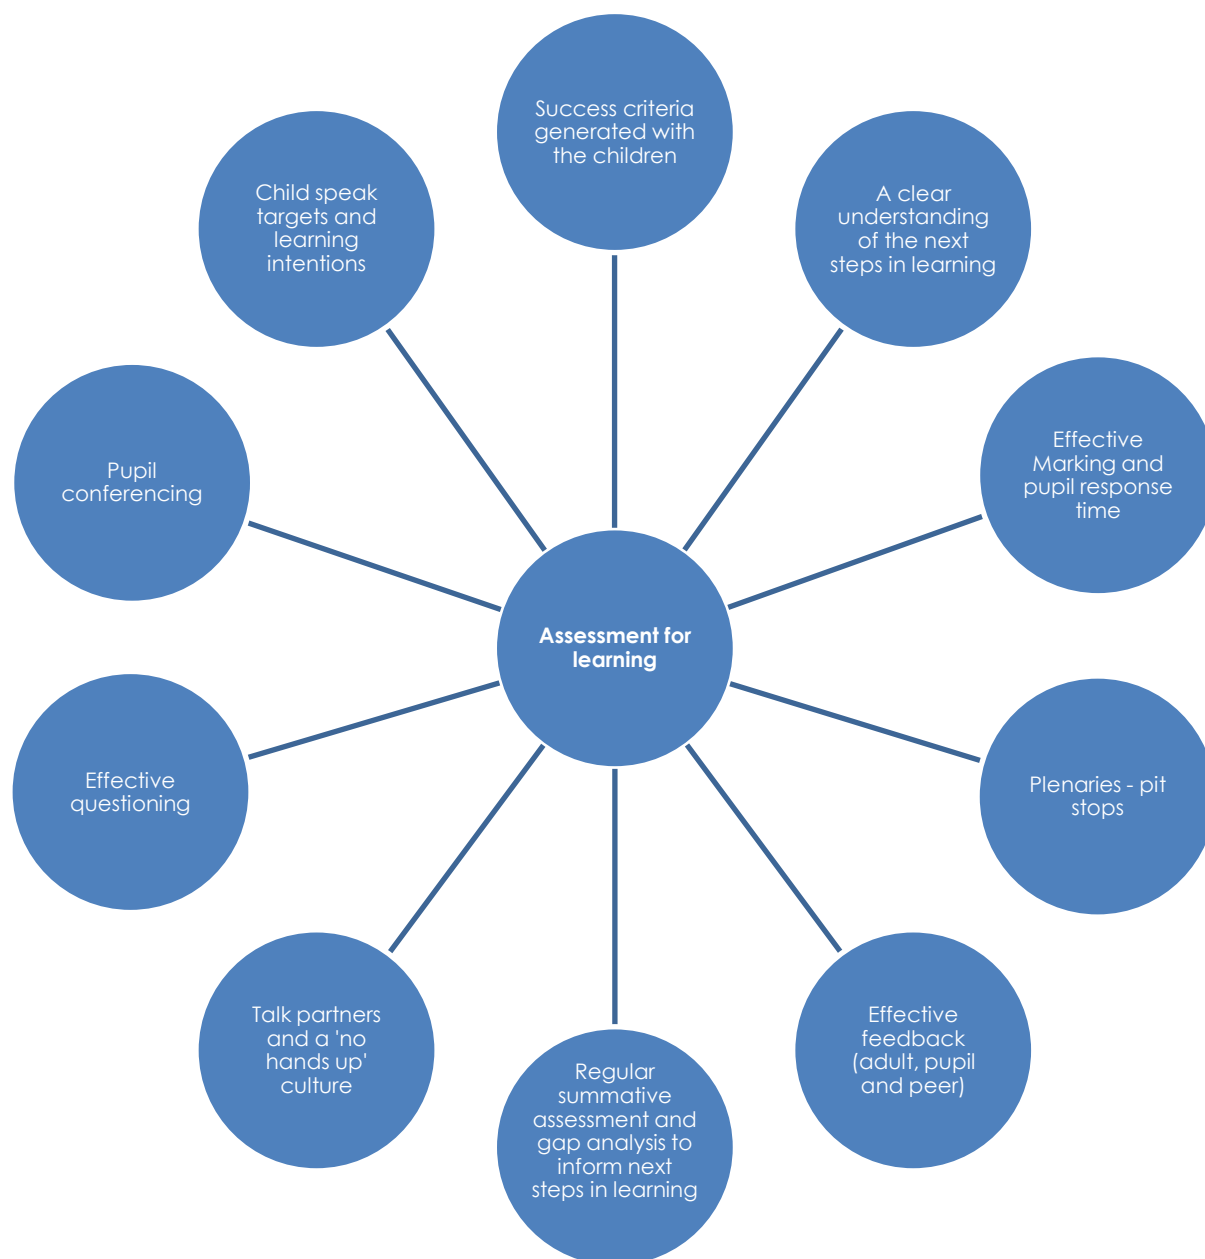 Success criteria
generated with
the children
A clear
understanding
of the next
steps in learning
Effective
Marking and
pupil response
time
Plenaries - pit
stops
Effective
feedback
(adult, pupil
and peer)
Regular
summative
assessment and
gap analysis to
inform next
steps in learning
Talk partners
and a 'no
hands up'
culture
Effective
questioning
Pupil
conferencing
Child speak
targets and
learning
intentions
Assessment for
learning